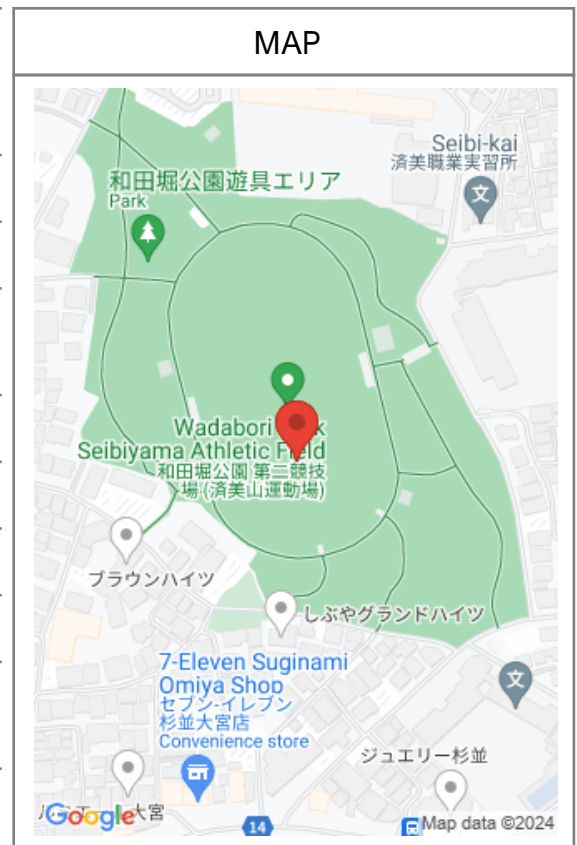 MAP
Seibi-kai
済美職業実習所
文
和田堀公園遊具エリア
Park
Wadabori
Seibiyama Athletic Field
和田堀公園 第二競技
場 (済美山運動場)
ブラウンハイツ
しぶやグランドハイツ
7-Eleven Suginami
Omiya Shop
セブン-イレブン
杉並大宮店
Convenience store
文
ジュエリー杉並
大宮
Google
14
Map data ©2024